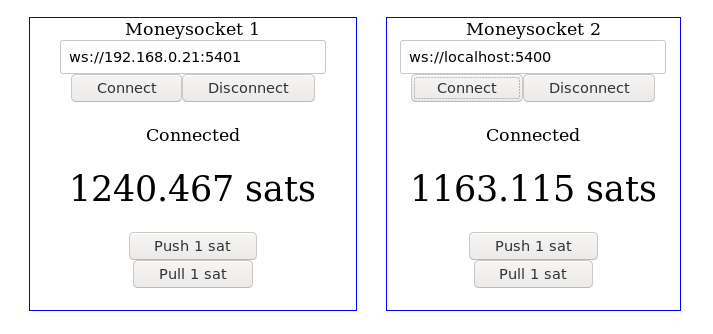 Moneysocket 1
ws://192.168.0.21:5401
Connect Disconnect
Connected
1240.467 sats
Push 1 sat
Pull 1 sat
Moneysocket 2
ws://localhost:5400
Connect Disconnect
Connected
1163.115 sats
Push 1 sat
Pull 1 sat